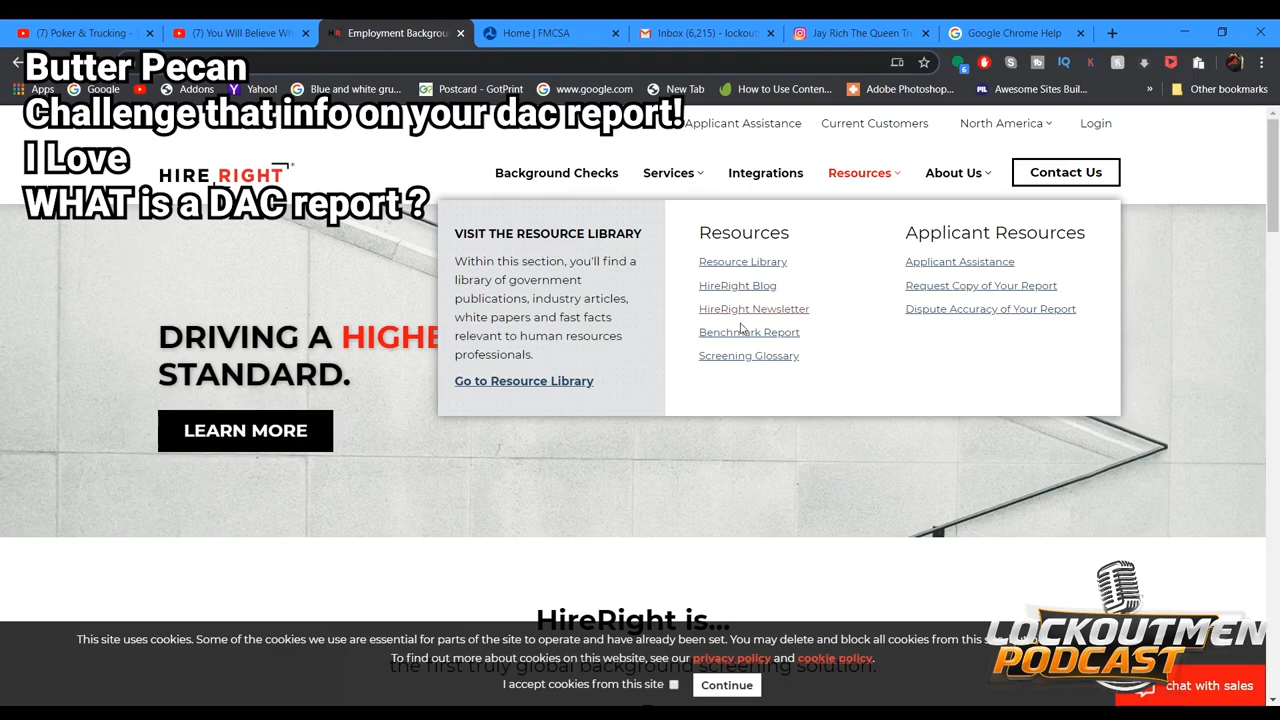 (7) Poker & Trucking -
(7) You Will Believe Wh
Employment Backgrou
Home | FMCSA
Inbox (6,215) - lockout
Jay Rich The Queen Tru
Google Chrome Help
Apps
Google
Addons
Yahoo!
Blue and white gru...
Postcard - GotPrint
www.google.com
New Tab
How to Use Conten...
Adobe Photoshop...
Awesome Sites Buil...
Other bookmarks
Butter Pecan
Challenge that info on your dac report!
I Love
WHAT is a DAC report ?
Applicant Assistance
Current Customers
North America
Login
HIRE RIGHT
Background Checks
Services
Integrations
Resources
About Us
Contact Us
VISIT THE RESOURCE LIBRARY
Within this section, you'll find a
library of government
publications, industry articles,
white papers and fast facts
relevant to human resources
professionals.
Go to Resource Library
Resources
Resource Library
HireRight Blog
HireRight Newsletter
Benchmark Report
Screening Glossary
Applicant Resources
Applicant Assistance
Request Copy of Your Report
Dispute Accuracy of Your Report
DRIVING A HIGHE
STANDARD.
LEARN MORE
HireRight is...
the first truly global background screening solution.
This site uses cookies. Some of the cookies we use are essential for parts of the site to operate and have already been set. You may delete and block all cookies from this
To find out more about cookies on this website, see our privacy policy and cookie policy.
I accept cookies from this site
Continue
LOCKOUTMEN
PODCAST
chat with sales